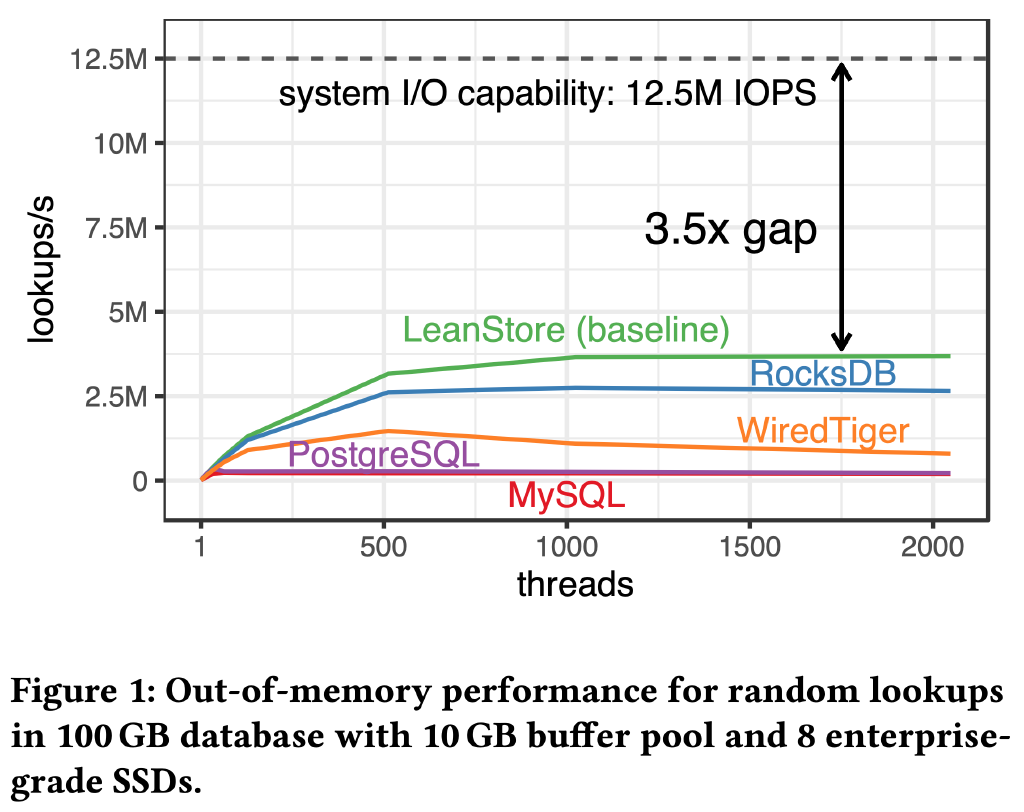 12.5M
system I/O capability: 12.5M IOPS
10M
7.5M
3.5x gap
lookups/s
5M
LeanStore (baseline)
RocksDB
2.5M
WiredTiger
PostgreSQL
0
MySQL
1 500 1000 1500 2000
threads
Figure 1: Out-of-memory performance for random lookups
in 100 GB database with 10 GB buffer pool and 8 enterprise-
grade SSDs.